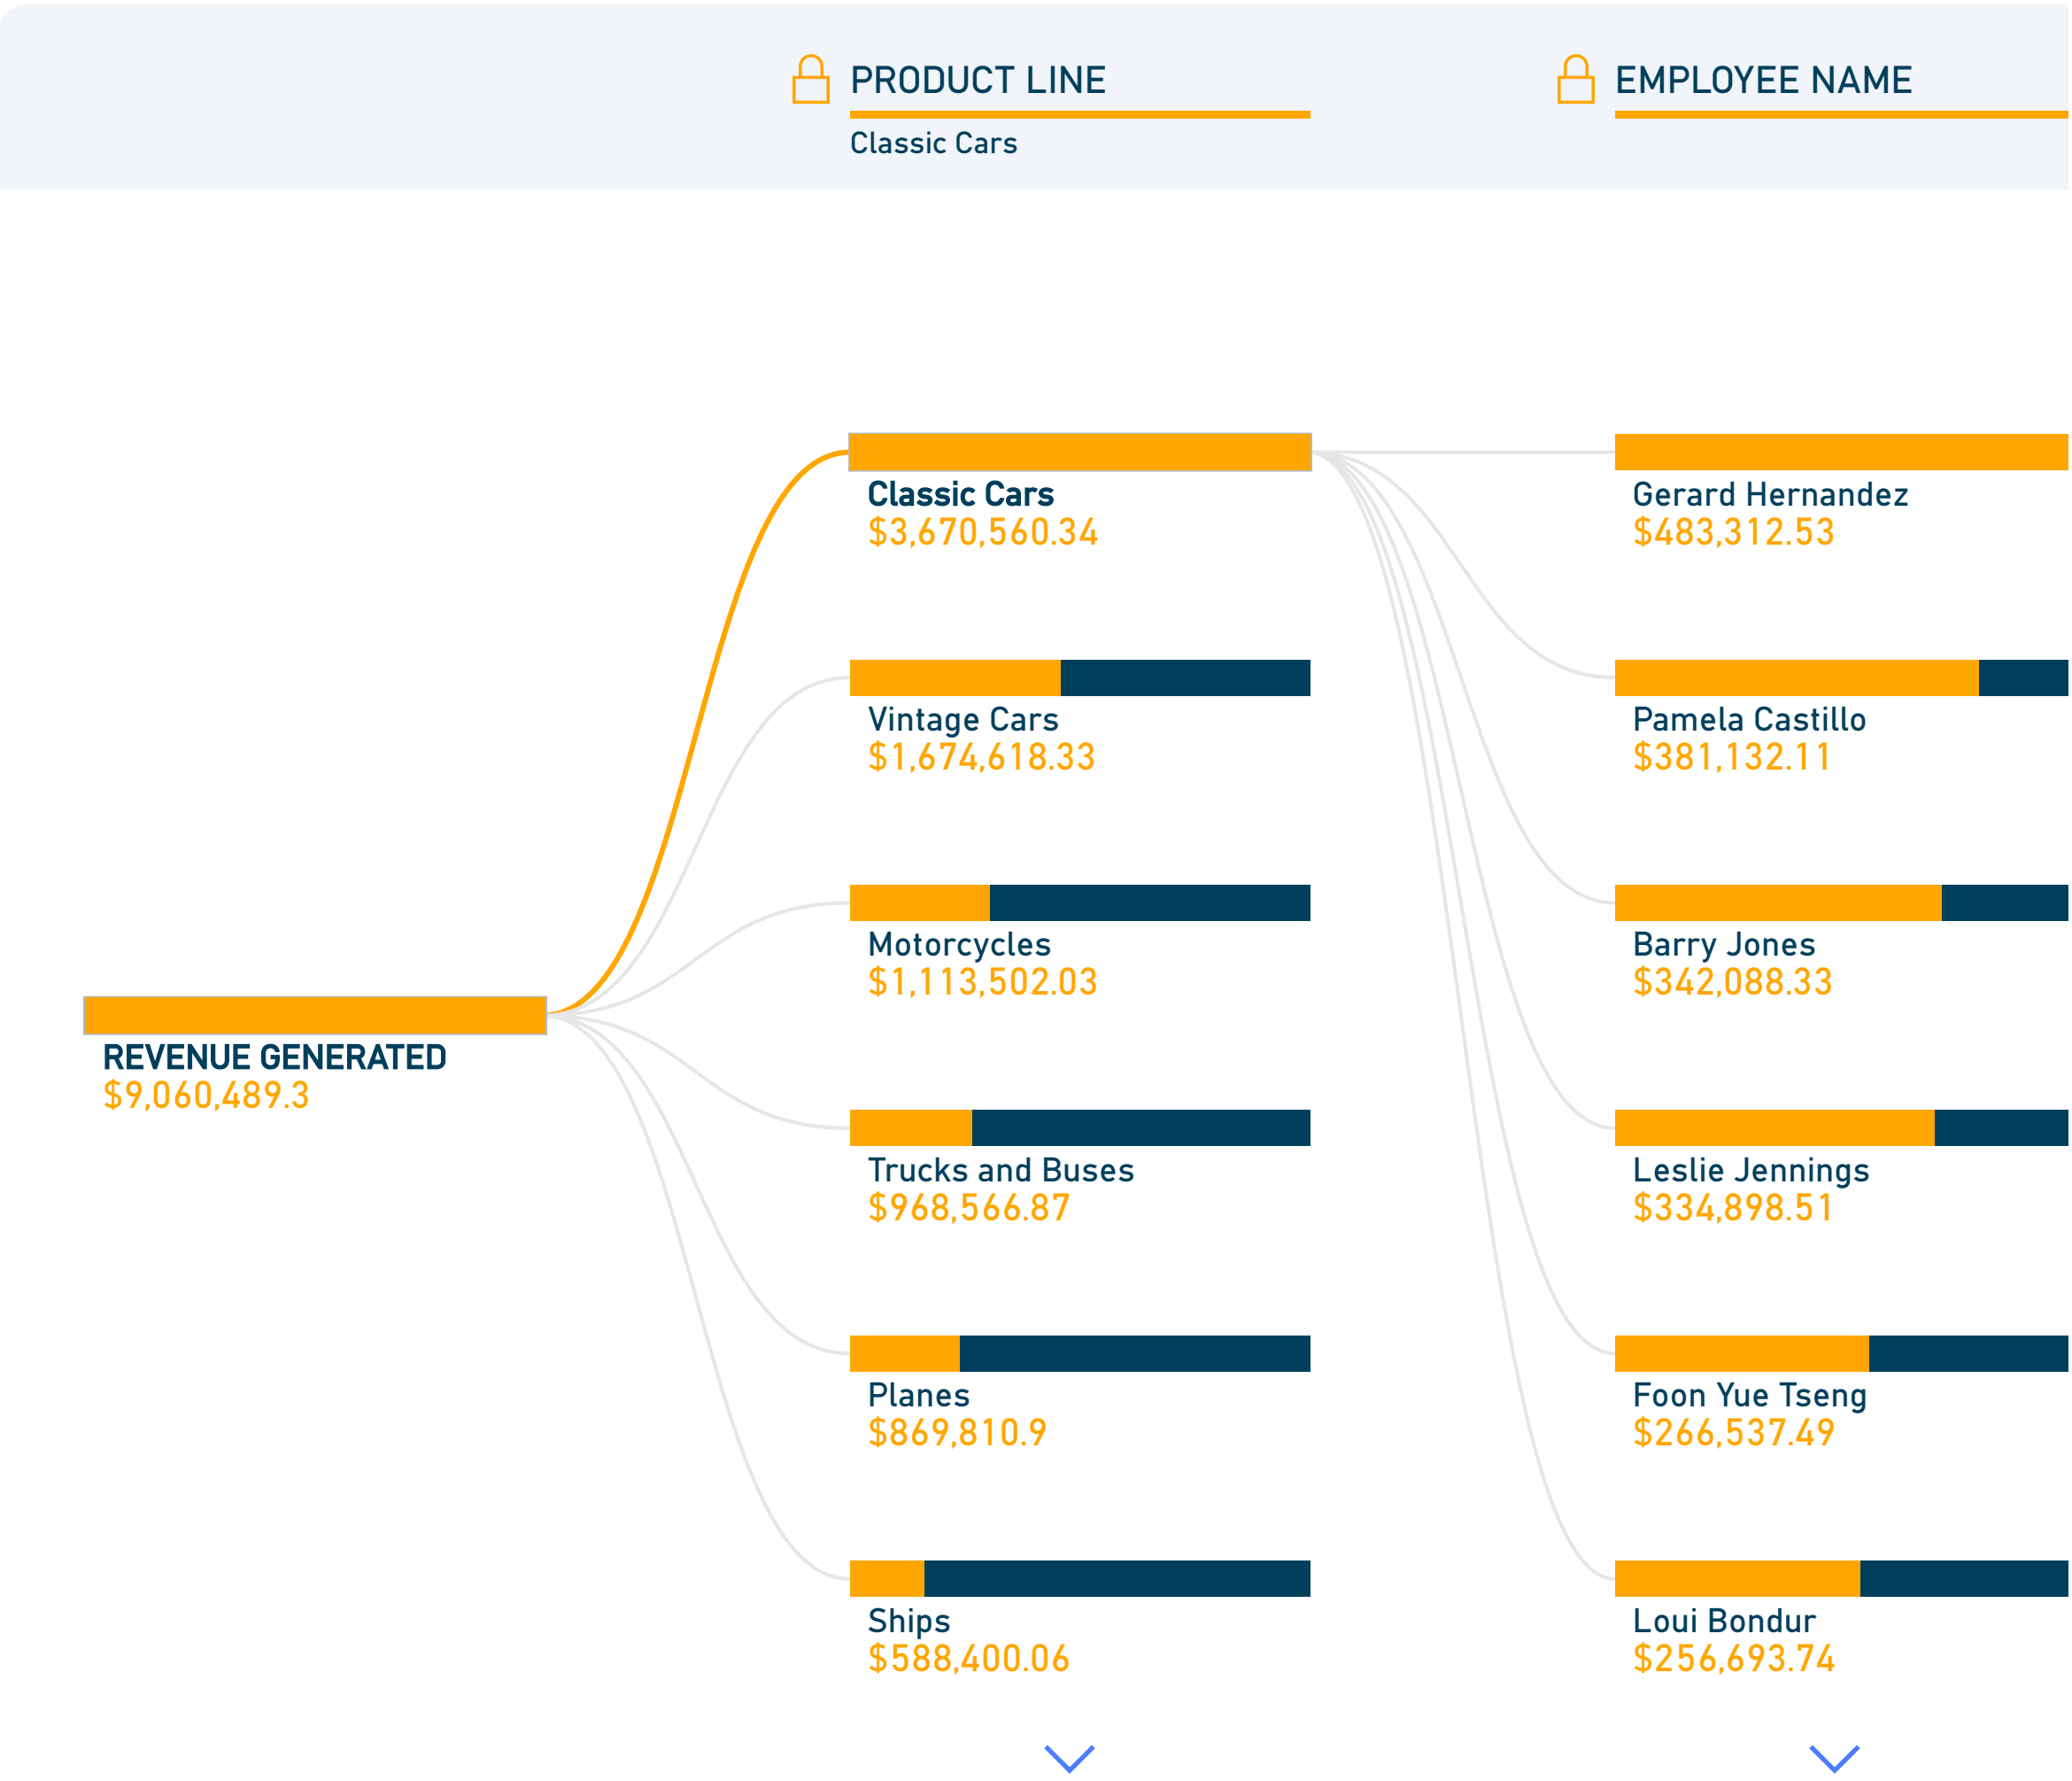 PRODUCT LINE
EMPLOYEE NAME
Classic Cars
REVENUE GENERATED
$9,060,489.3
Classic Cars
$3,670,560.34
Vintage Cars
$1,674,618.33
Motorcycles
$1,113,502.03
Trucks and Buses
$968,566.87
Planes
$869,810.9
Ships
$588,400.06
Gerard Hernandez
$483,312.53
Pamela Castillo
$381,132.11
Barry Jones
$342,088.33
Leslie Jennings
$334,898.51
Foon Yue Tseng
$266,537.49
Loui Bondur
$256,693.74